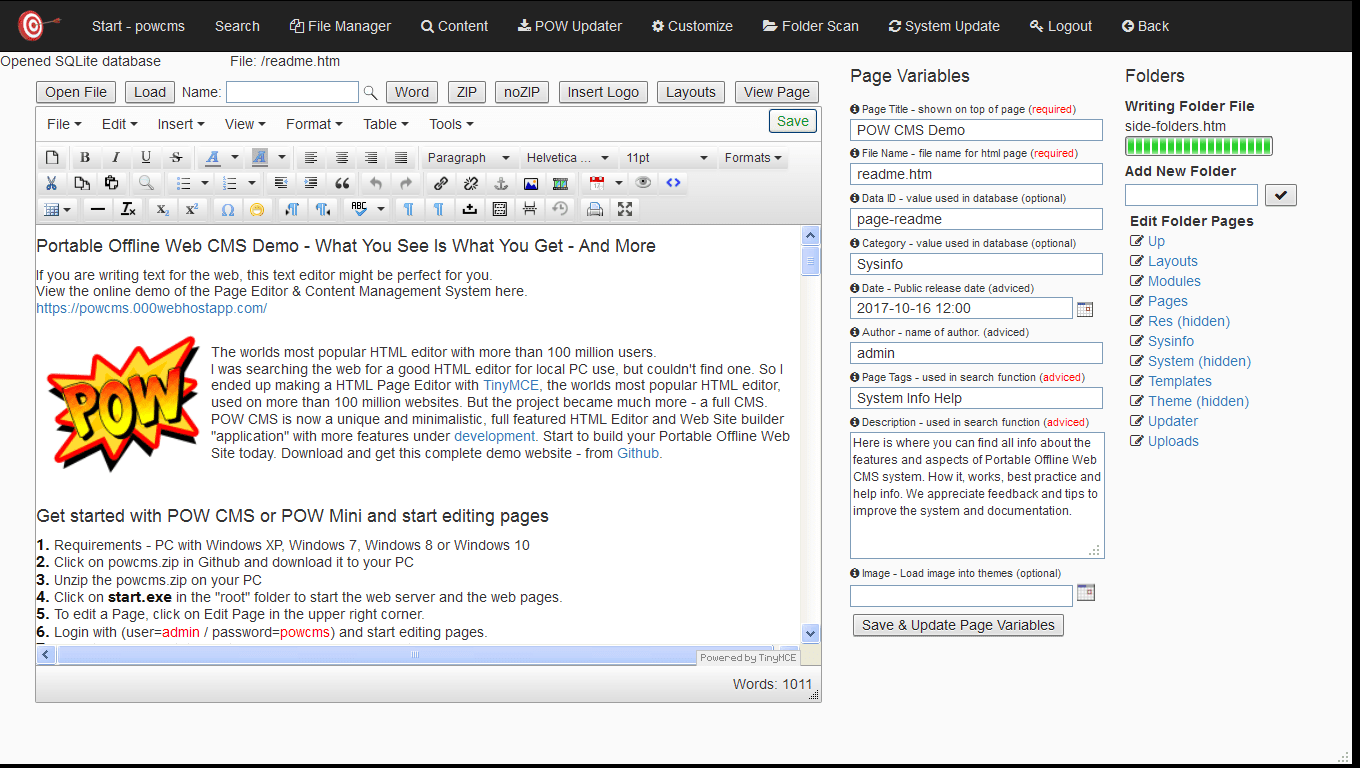 Start - powcms Search File Manager Content POW Updater Customize Folder Scan System Update Logout Back
Opened SQLite database File: /readme.htm
Open File Load Name: Word ZIP noZIP Insert Logo Layouts View Page
File Edit Insert View Format Table Tools Save
B I U S A A Paragraph Helvetica ... 11pt Formats
Portable Offline Web CMS Demo - What You See Is What You Get - And More
If you are writing text for the web, this text editor might be perfect for you.
View the online demo of the Page Editor & Content Management System here.
https://powcms.000webhostapp.com/
POW
The worlds most popular HTML editor with more than 100 million users.
I was searching the web for a good HTML editor for local PC use, but couldn't find one. So I
ended up making a HTML Page Editor with TinyMCE, the worlds most popular HTML editor,
used on more than 100 million websites. But the project became much more - a full CMS.
POW CMS is now a unique and minimalistic, full featured HTML Editor and Web Site builder
"application" with more features under development. Start to build your Portable Offline Web
Site today. Download and get this complete demo website - from Github.
Get started with POW CMS or POW Mini and start editing pages
1. Requirements - PC with Windows XP, Windows 7, Windows 8 or Windows 10
2. Click on powcms.zip in Github and download it to your PC
3. Unzip the powcms.zip on your PC
4. Click on start.exe in the "root" folder to start the web server and the web pages.
5. To edit a Page, click on Edit Page in the upper right corner.
6. Login with (user=admin / password=powcms) and start editing pages.
Powered by TinyMCE
Words: 1011
Page Variables
Page Title - shown on top of page (required)
POW CMS Demo
File Name - file name for html page (required)
readme.htm
Data ID - value used in database (optional)
page-readme
Category - value used in database (optional)
Sysinfo
Date - Public release date (adviced)
2017-10-16 12:00
Author - name of author. (adviced)
admin
Page Tags - used in search function (adviced)
System Info Help
Description - used in search function (adviced)
Here is where you can find all info about the
features and aspects of Portable Offline Web
CMS system. How it, works, best practice and
help info. We appreciate feedback and tips to
improve the system and documentation.
Image - Load image into themes (optional)
Save & Update Page Variables
Folders
Writing Folder File
side-folders.htm
Add New Folder
Edit Folder Pages
Up
Layouts
Modules
Pages
Res (hidden)
Sysinfo
System (hidden)
Templates
Theme (hidden)
Updater
Uploads